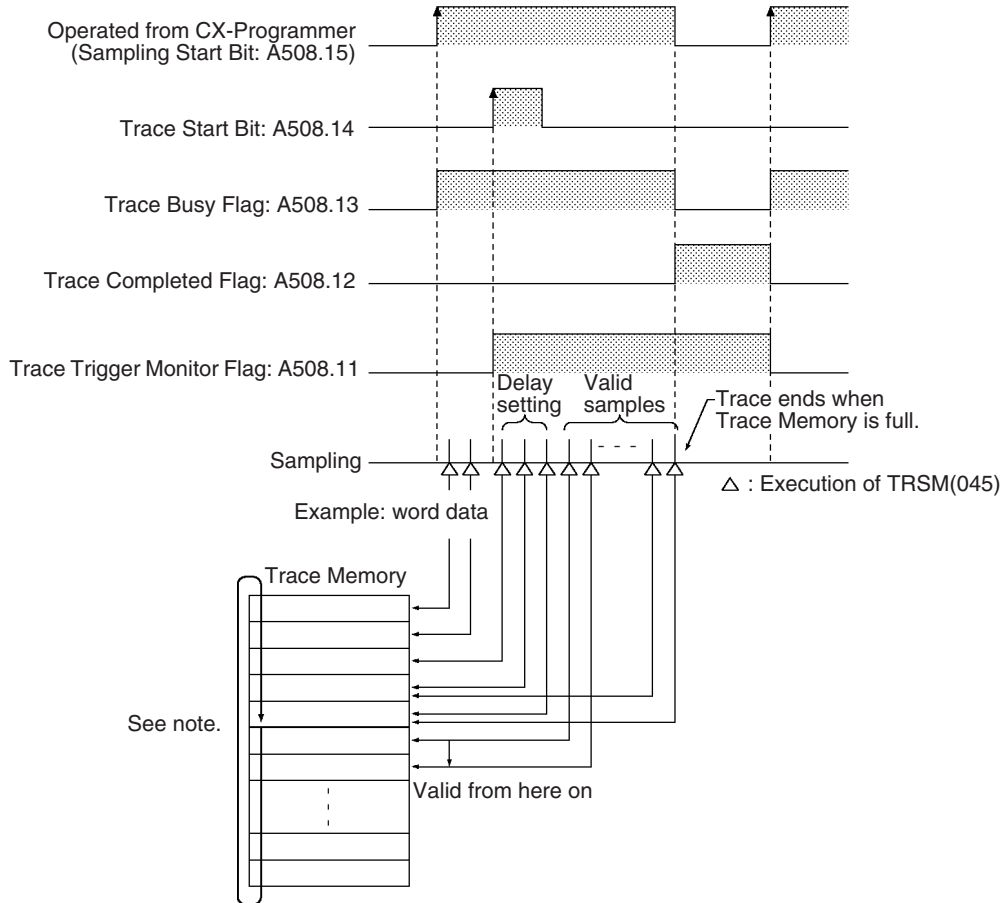 Operated from CX-Programmer
(Sampling Start Bit: A508.15)
Trace Start Bit: A508.14
Trace Busy Flag: A508.13
Trace Completed Flag: A508.12
Trace Trigger Monitor Flag: A508.11
Delay
setting
Valid
samples
Trace ends when
Trace Memory is full.
Sampling
△ : Execution of TRSM(045)
Example: word data
Trace Memory
See note.
Valid from here on